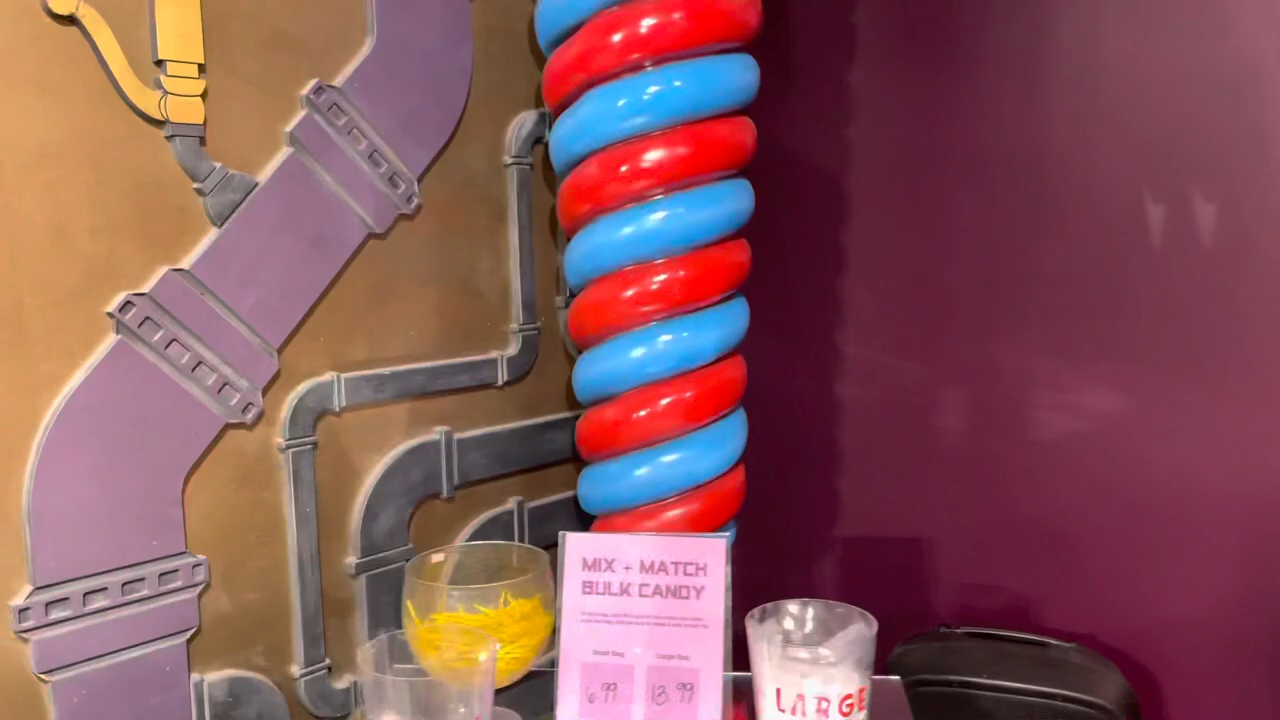 MIX + MATCH
BULK CANDY
Small Bag Large Bag
6.99 13.99
LARGE